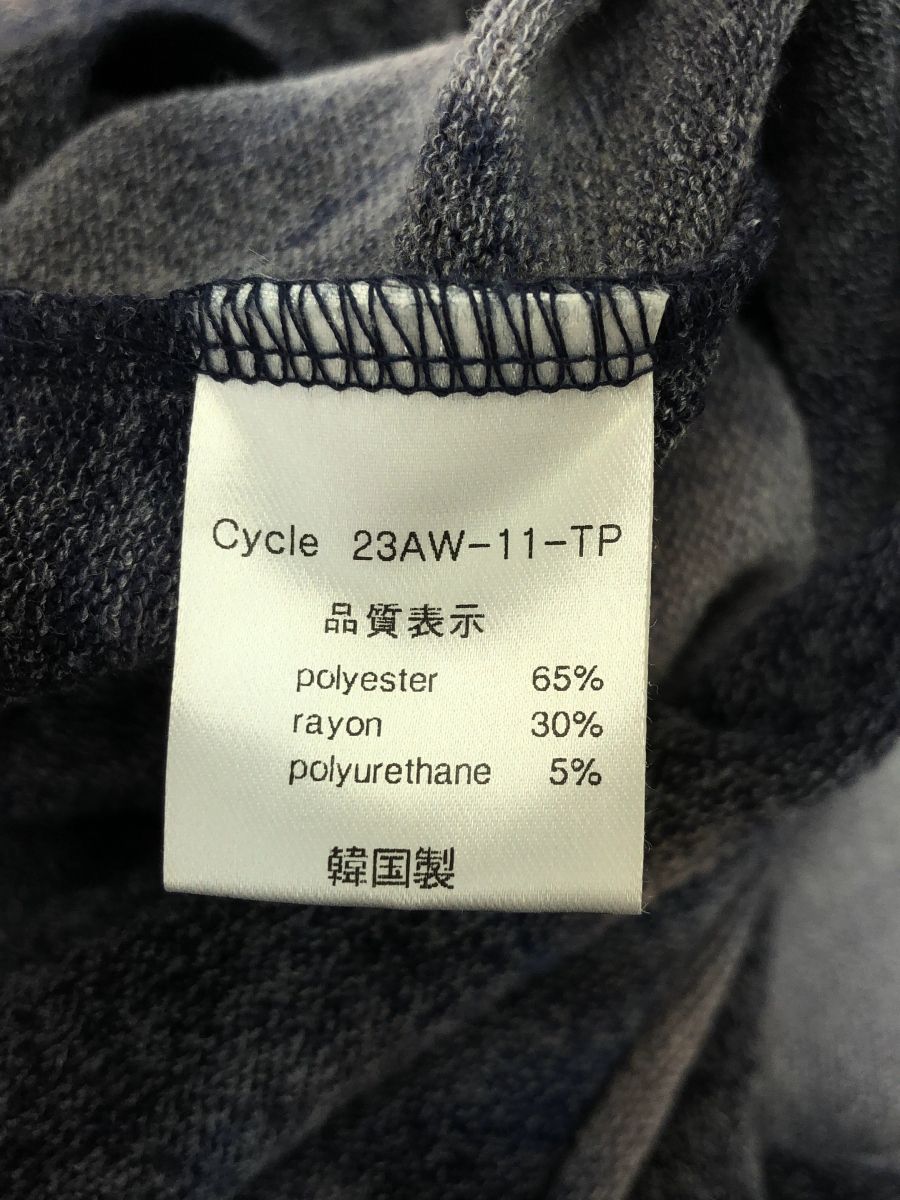 Cycle 23AW-11-TP
品質表示
polyester 65%
rayon 30%
polyurethane 5%
韓国製